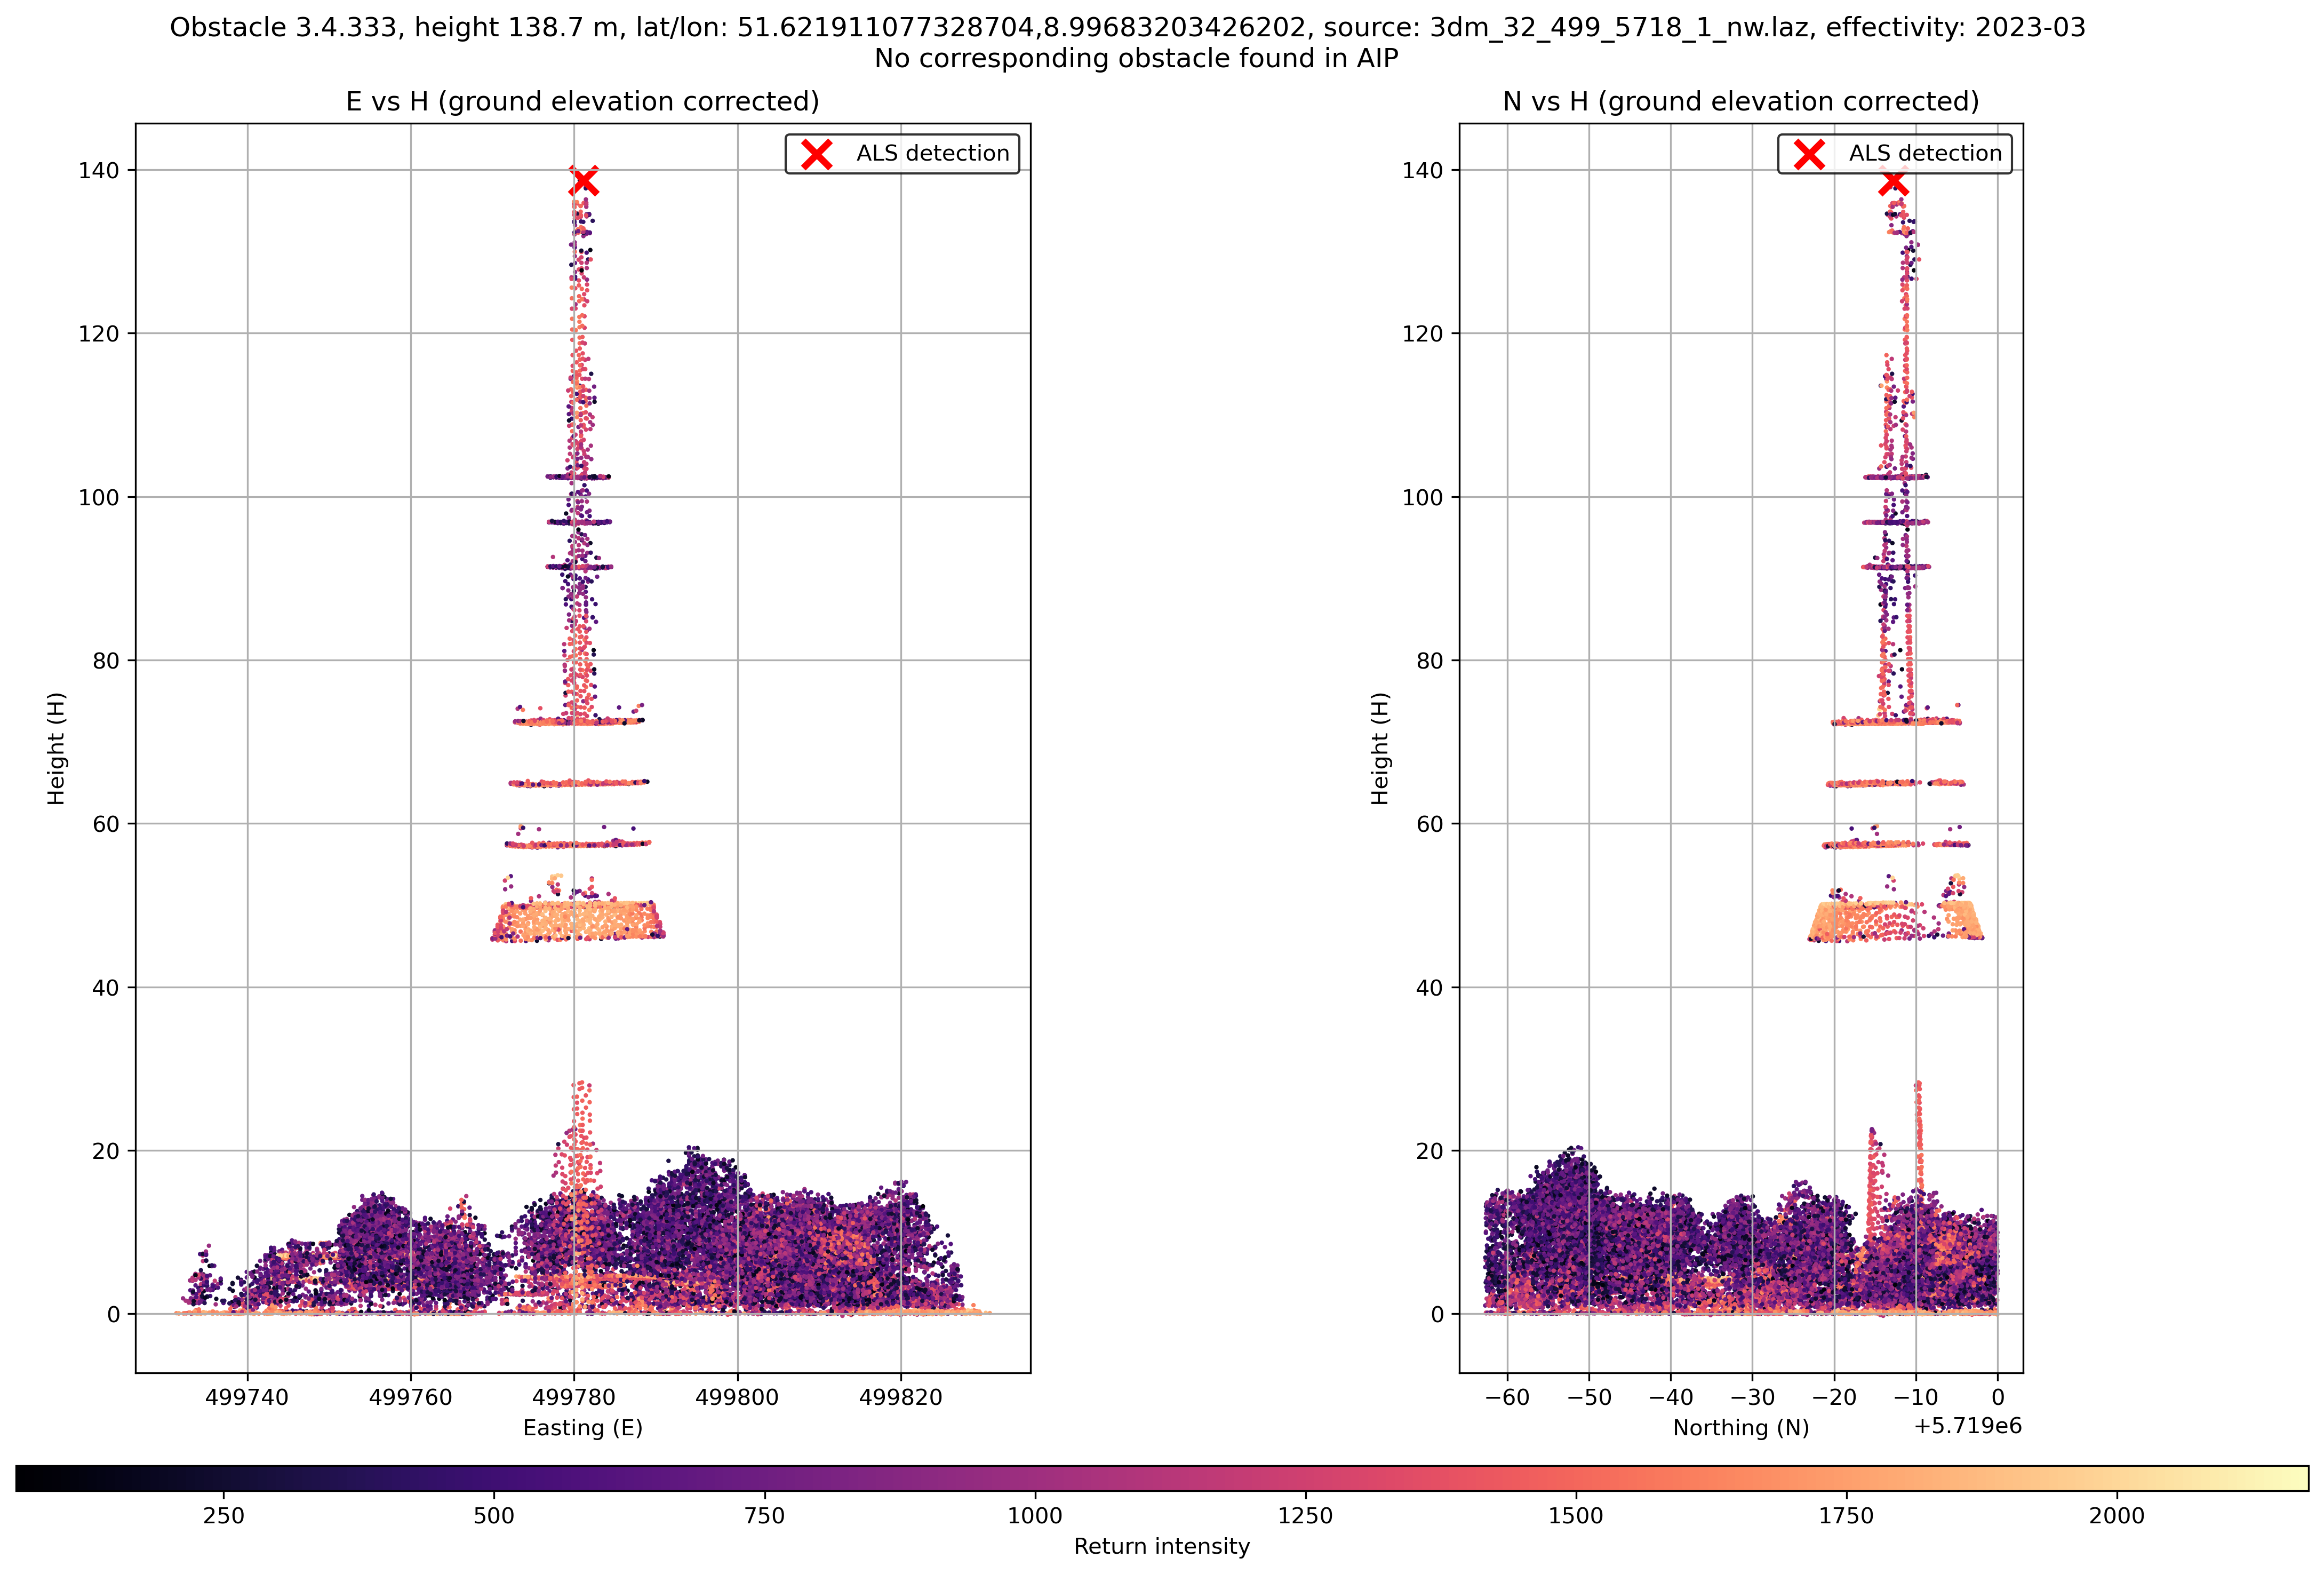 Obstacle 3.4.333, height 138.7 m, lat/lon: 51.621911077328704,8.99683203426202, source: 3dm_32_499_5718_1_nw.laz, effectivity: 2023-03
No corresponding obstacle found in AIP
E vs H (ground elevation corrected)
ALS detection
140
120
100
80
60
40
20
0
Height (H)
499740 499760 499780 499800 499820
Easting (E)
N vs H (ground elevation corrected)
ALS detection
140
120
100
80
60
40
20
0
Height (H)
−60 −50 −40 −30 −20 −10 0
Northing (N)
+5.719e6
250 500 750 1000 1250 1500 1750 2000
Return intensity